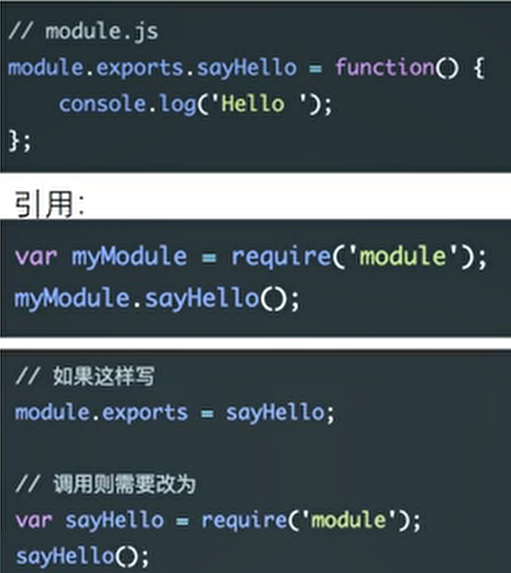 // module.js
module.exports.sayHello = function() {
    console.log('Hello ');
};
引用：
var myModule = require('module');
myModule.sayHello();
// 如果这样写
module.exports = sayHello;
// 调用则需要改为
var sayHello = require('module');
sayHello();